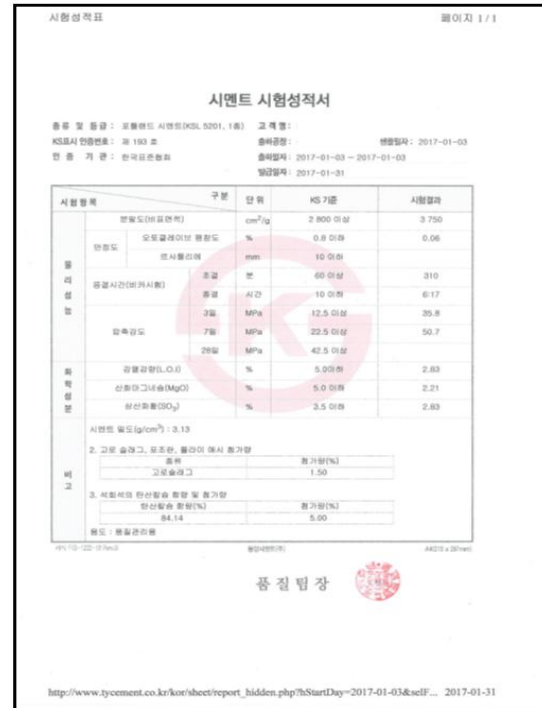 시험성적표 페이지 1 / 1
시멘트 시험성적서
종류 및 등급 : 포틀랜드 시멘트(KSL 5201, 1종) 고 객 명 :
KS표시 인증번호 : 제 193 호 출하공장 : 샘플일자 : 2017-01-03
인 증 기 관 : 한국표준협회 출하일자 : 2017-01-03 ~ 2017-01-03
발급일자 : 2017-01-31
시험항목 구분 단 위 KS 기준 시험결과
물리성능
분말도(비표면적) cm²/g 2 800 이상 3 750
안정도 오토클레이브 팽창도 % 0.8 이하 0.06
르샤틀리에 mm 10 이하
응결시간(비카시험) 초결 분 60 이상 310
종결 시간 10 이하 6:17
압축강도 3일 MPa 12.5 이상 35.8
7일 MPa 22.5 이상 50.7
28일 MPa 42.5 이상
화학성분
강열감량(L.O.I) % 5.0이하 2.83
산화마그네슘(MgO) % 5.0 이하 2.21
삼산화황(SO₃) % 3.5 이하 2.83
비고
시멘트 밀도(g/cm³) : 3.13
2. 고로 슬래그, 포조란, 플라이 애시 첨가량
종류 첨가량(%)
고로슬래그 1.50
3. 석회석의 탄산칼슘 함량 및 첨가량
탄산칼슘 함량(%) 첨가량(%)
84.14 5.00
용도 : 품질관리용
동양시멘트(주)
품 질 팀 장
http://www.tycement.co.kr/kor/sheet/report_hidden.php?hStartDay=2017-01-03&selF... 2017-01-31